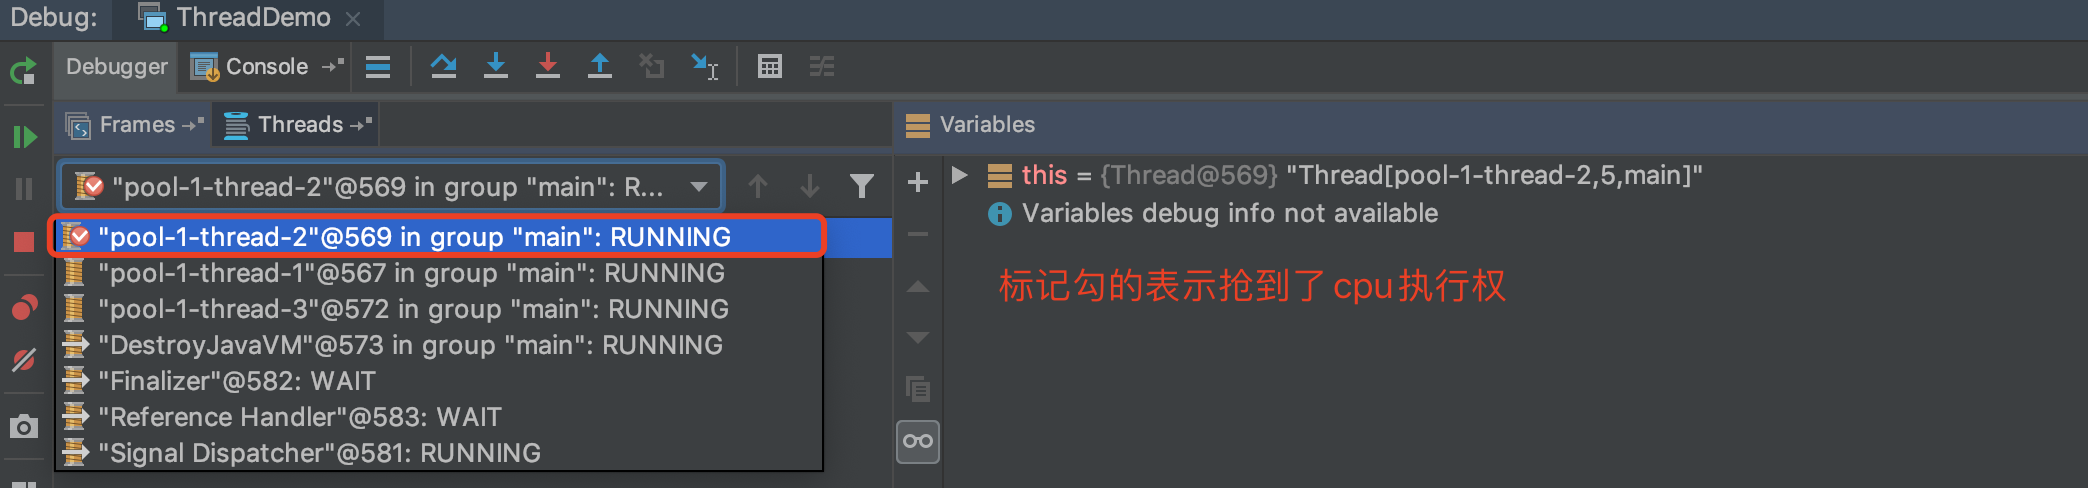 Debug: ThreadDemo
Debugger Console
Frames Threads
Variables
"pool-1-thread-2"@569 in group "main": R...
"pool-1-thread-2"@569 in group "main": RUNNING
"pool-1-thread-1"@567 in group "main": RUNNING
"pool-1-thread-3"@572 in group "main": RUNNING
"DestroyJavaVM"@573 in group "main": RUNNING
"Finalizer"@582: WAIT
"Reference Handler"@583: WAIT
"Signal Dispatcher"@581: RUNNING
this = {Thread@569} "Thread[pool-1-thread-2,5,main]"
Variables debug info not available
标记勾的表示抢到了cpu执行权